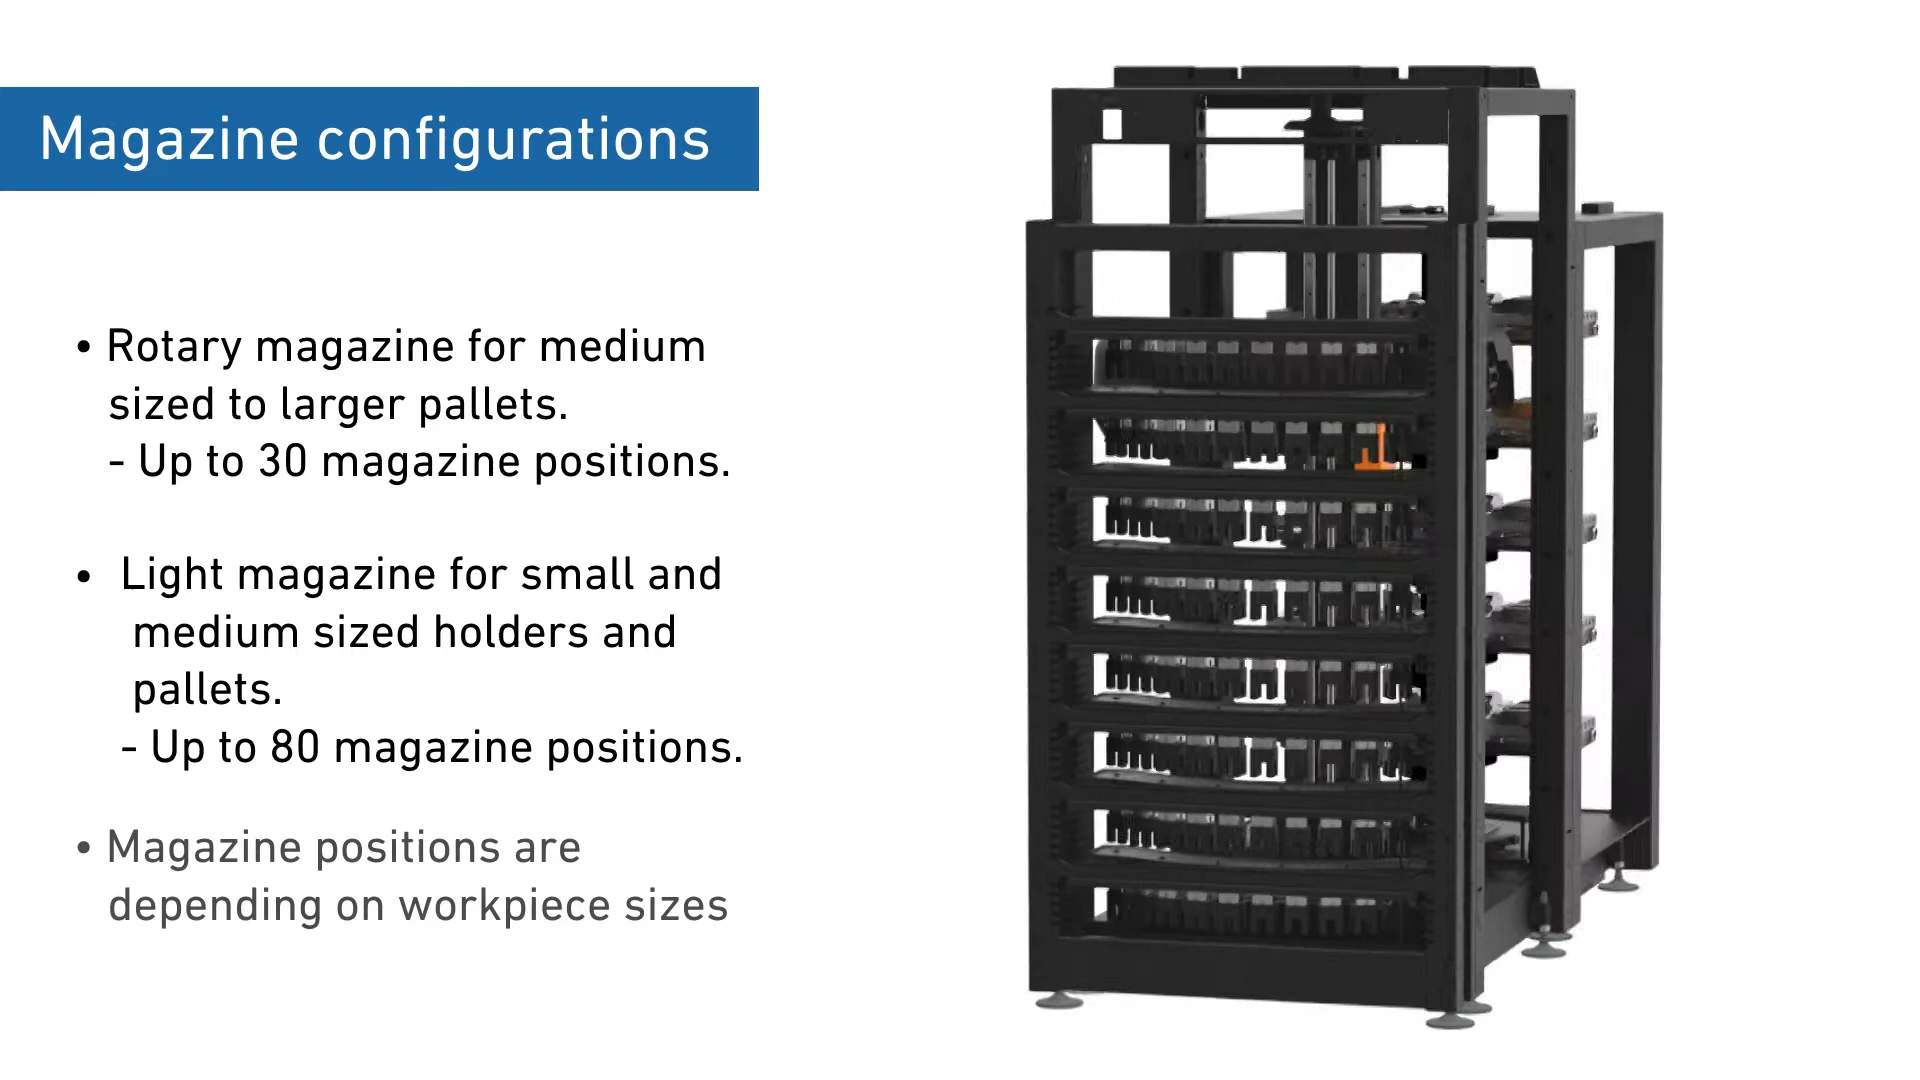 Magazine configurations
• Rotary magazine for medium
sized to larger pallets.
- Up to 30 magazine positions.
• Light magazine for small and
medium sized holders and
pallets.
- Up to 80 magazine positions.
• Magazine positions are
depending on workpiece sizes